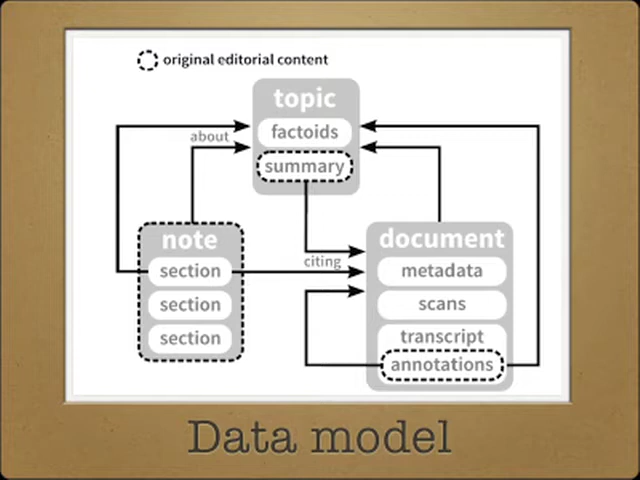 original editorial content
topic
factoids
about
summary
note
document
citing
section
metadata
section
scans
section
transcript
annotations
Data model